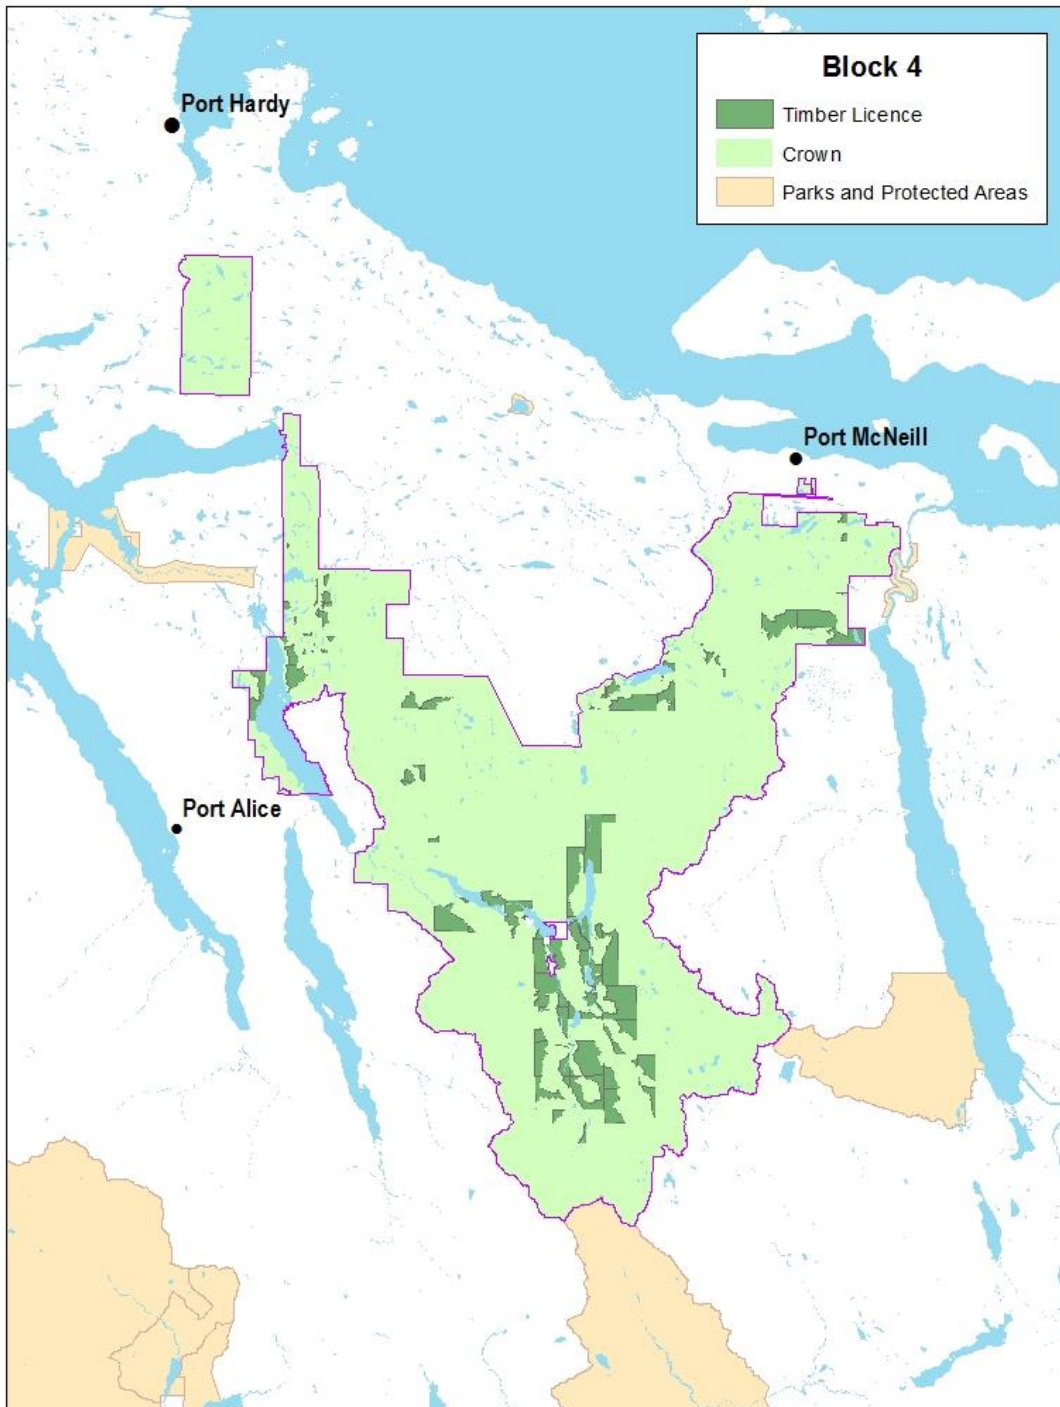 Block 4
Timber Licence
Crown
Parks and Protected Areas
Port Hardy
Port McNeill
Port Alice